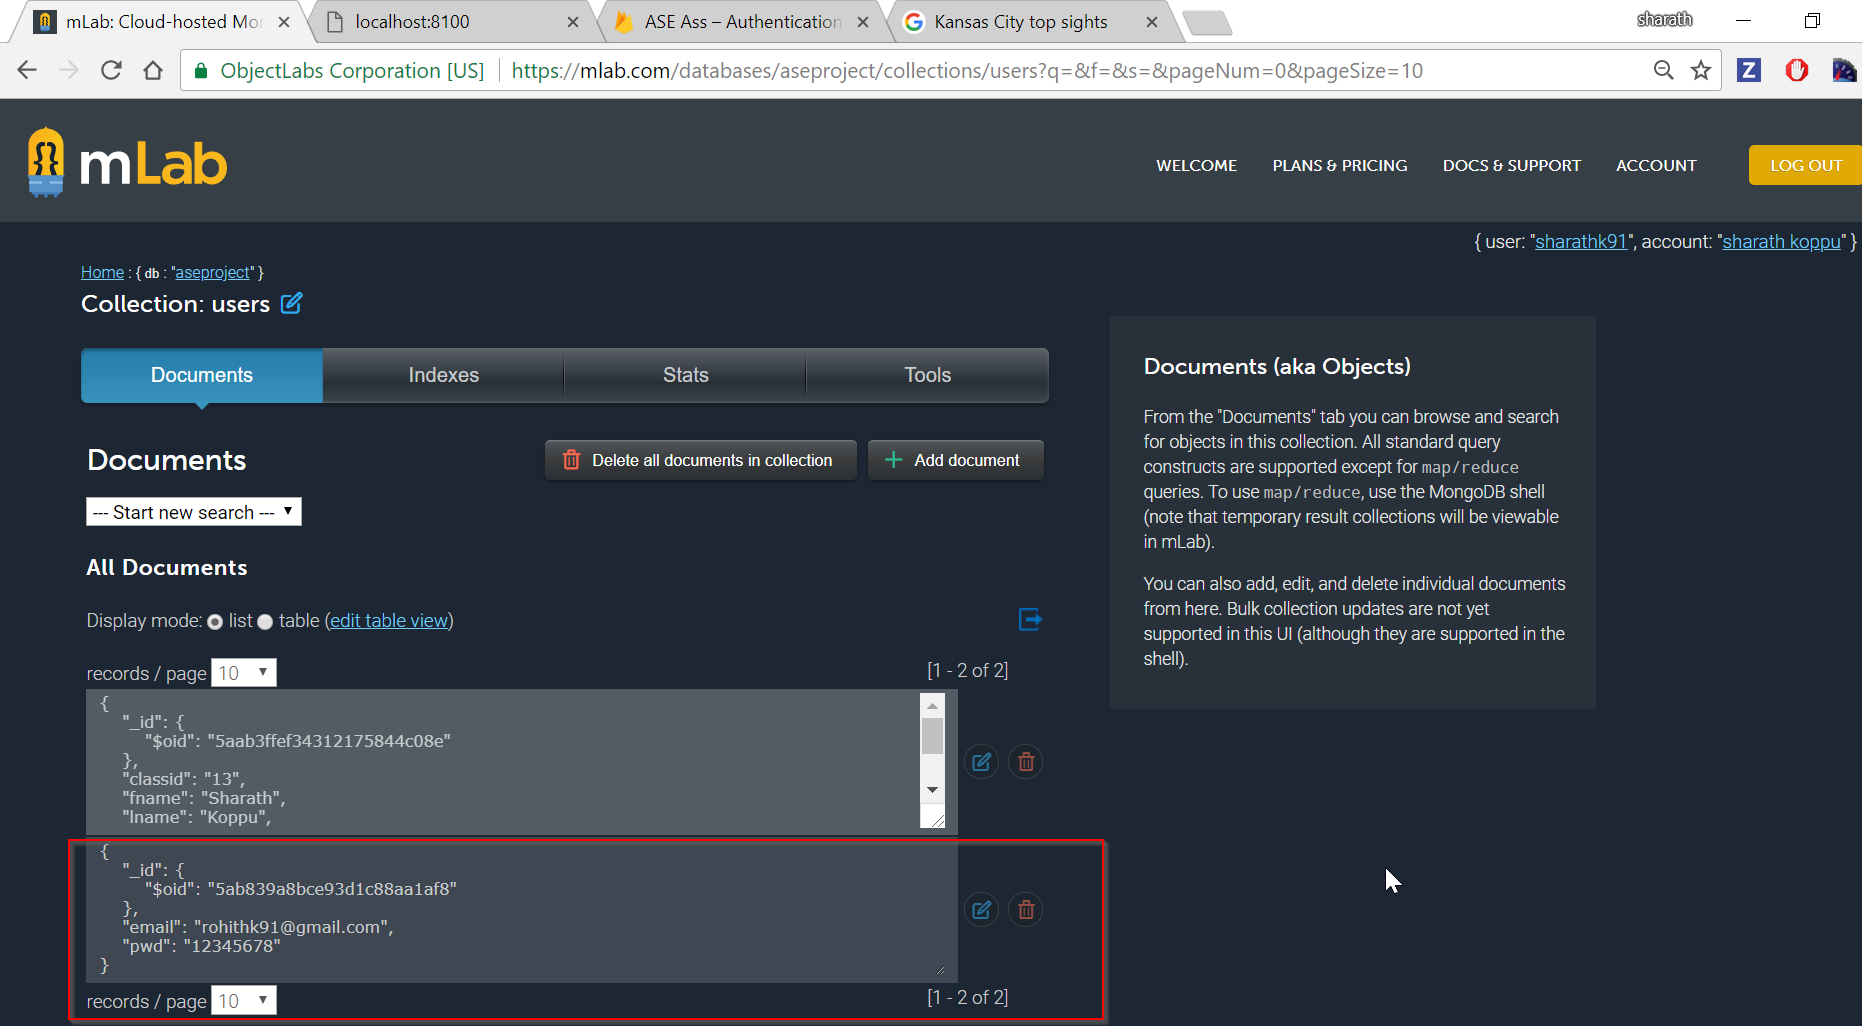 mLab: Cloud-hosted Mo
localhost:8100
ASE Ass – Authentication
Kansas City top sights
sharath
ObjectLabs Corporation [US]
https://mlab.com/databases/aseproject/collections/users?q=&f=&s=&pageNum=0&pageSize=10
Z
mLab
WELCOME
PLANS & PRICING
DOCS & SUPPORT
ACCOUNT
LOG OUT
{ user: "sharathk91", account: "sharath koppu" }
Home : { db : "aseproject" }
Collection: users
Documents
Indexes
Stats
Tools
Documents
Delete all documents in collection
Add document
--- Start new search ---
All Documents
Display mode: list table (edit table view)
records / page 10
[1 - 2 of 2]
{
"_id": {
"$oid": "5aab3ffef34312175844c08e"
},
"classid": "13",
"fname": "Sharath",
"lname": "Koppu",
{
"_id": {
"$oid": "5ab839a8bce93d1c88aa1af8"
},
"email": "rohithk91@gmail.com",
"pwd": "12345678"
}
records / page 10
[1 - 2 of 2]
Documents (aka Objects)
From the "Documents" tab you can browse and search
for objects in this collection. All standard query
constructs are supported except for map/reduce
queries. To use map/reduce, use the MongoDB shell
(note that temporary result collections will be viewable
in mLab).
You can also add, edit, and delete individual documents
from here. Bulk collection updates are not yet
supported in this UI (although they are supported in the
shell).